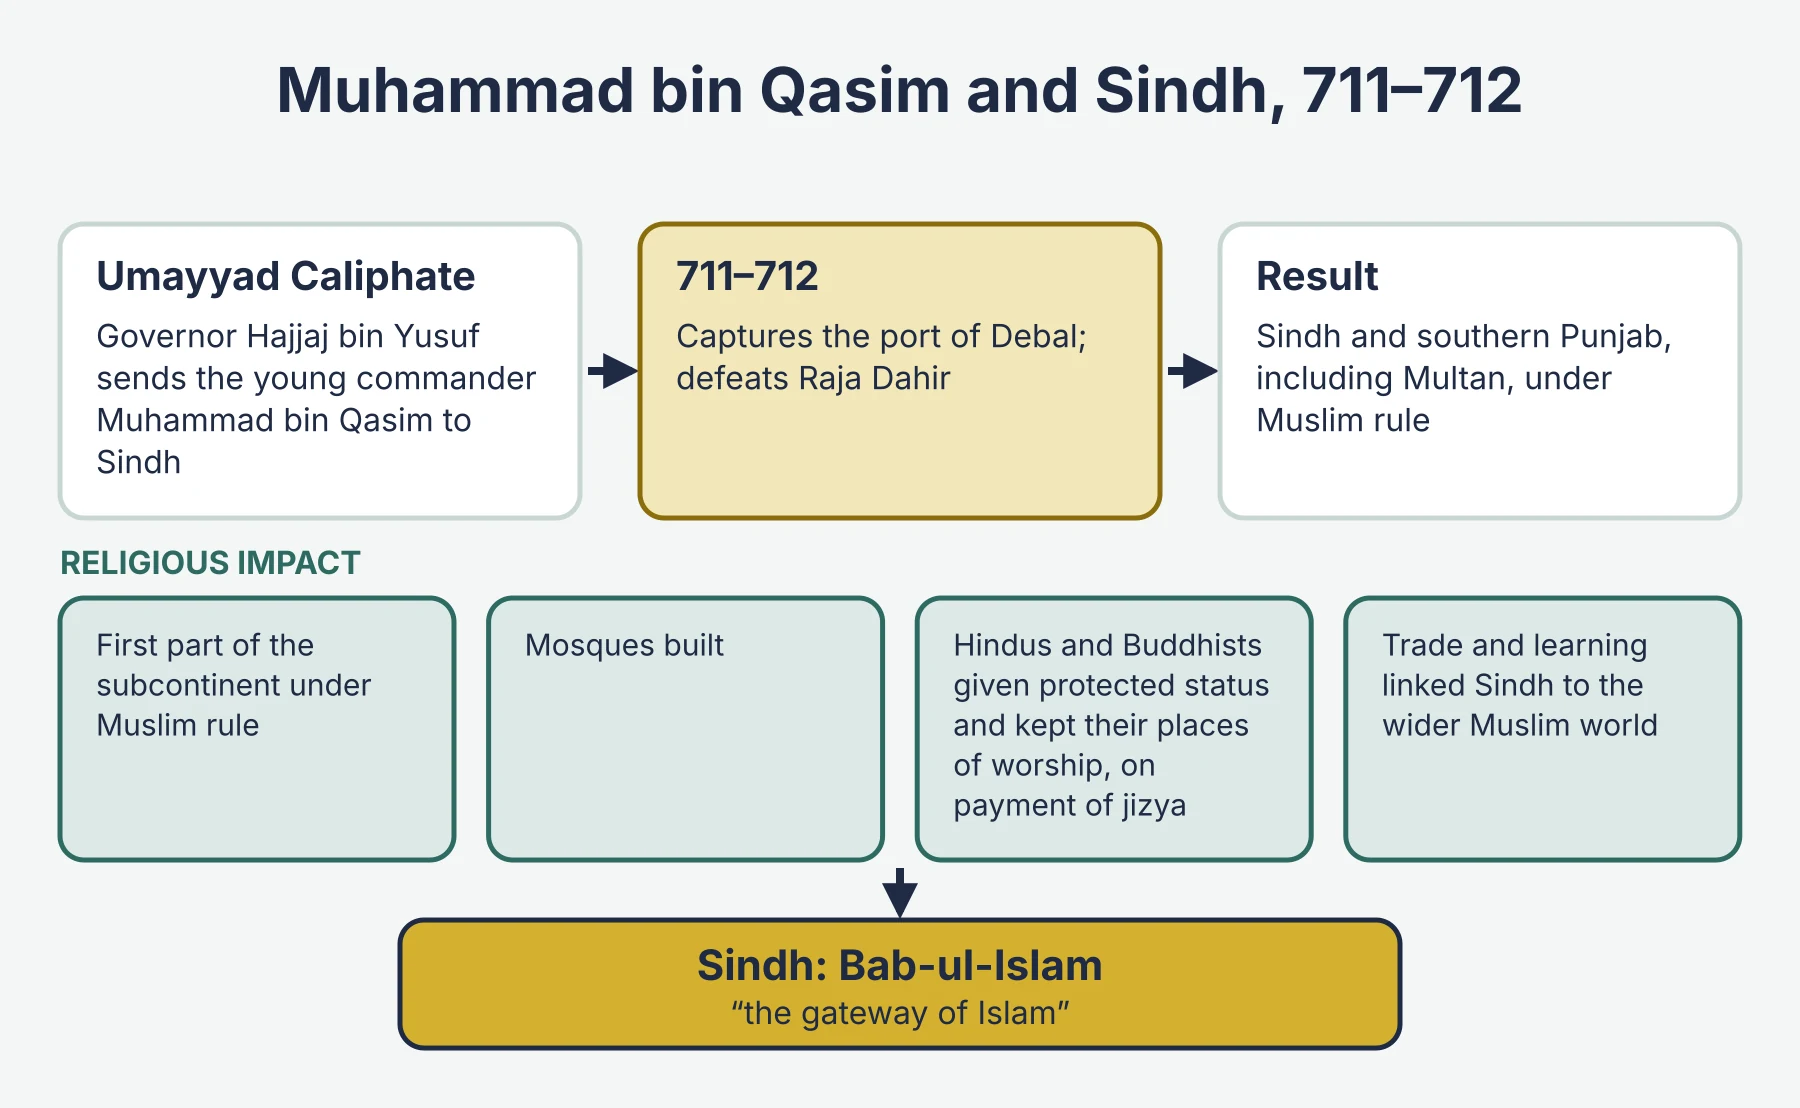 Muhammad bin Qasim and Sindh, 711–712
Umayyad Caliphate
Governor Hajjaj bin Yusuf
sends the young commander
Muhammad bin Qasim to
Sindh
711–712
Captures the port of Debal;
defeats Raja Dahir
Result
Sindh and southern Punjab,
including Multan, under
Muslim rule
RELIGIOUS IMPACT
First part of the
subcontinent under
Muslim rule
Mosques built
Hindus and Buddhists
given protected status
and kept their places
of worship, on
payment of jizya
Trade and learning
linked Sindh to the
wider Muslim world
Sindh: Bab-ul-Islam
“the gateway of Islam”